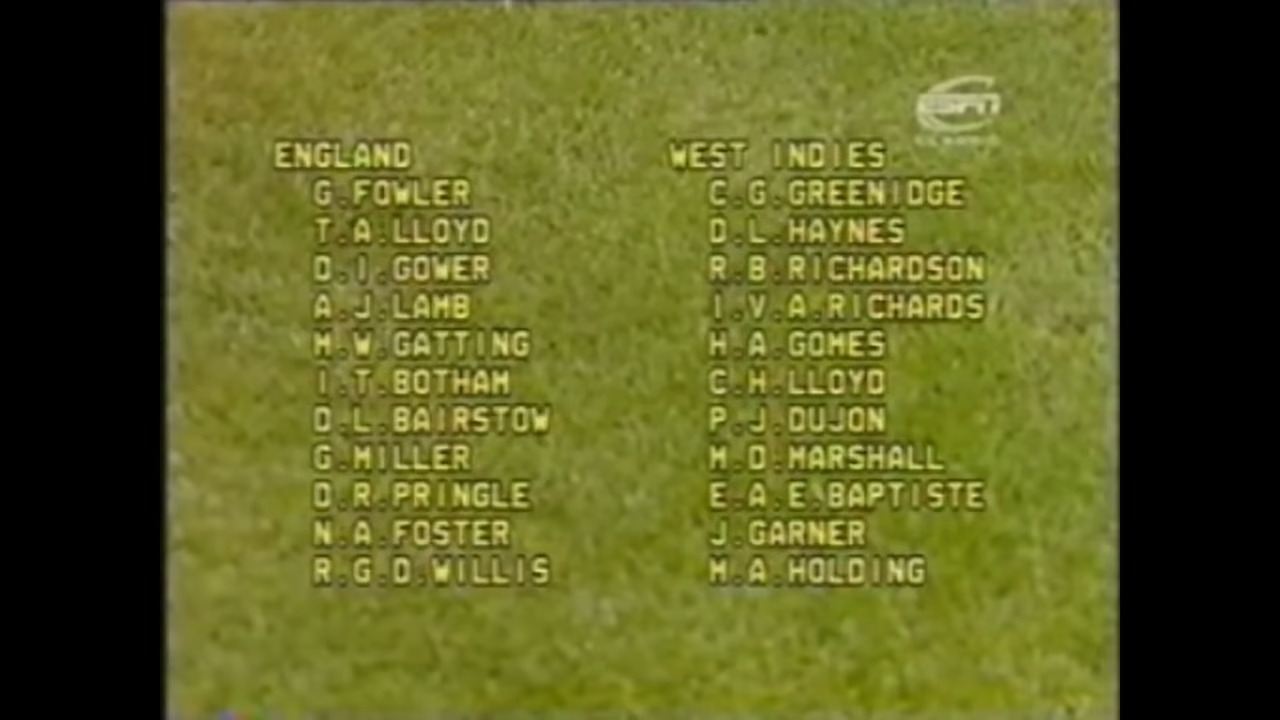 ESPN
ENGLAND
G.FOWLER
T.A.LLOYD
D.I.GOWER
A.J.LAMB
M.W.GATTING
I.T.BOTHAM
D.L.BAIRSTOW
G.MILLER
D.R.PRINGLE
N.A.FOSTER
R.G.D.WILLIS
WEST INDIES
C.G.GREENIDGE
D.L.HAYNES
R.B.RICHARDSON
I.V.A.RICHARDS
H.A.GOMES
C.H.LLOYD
P.J.DUJON
M.D.MARSHALL
E.A.E.BAPTISTE
J.GARNER
M.A.HOLDING